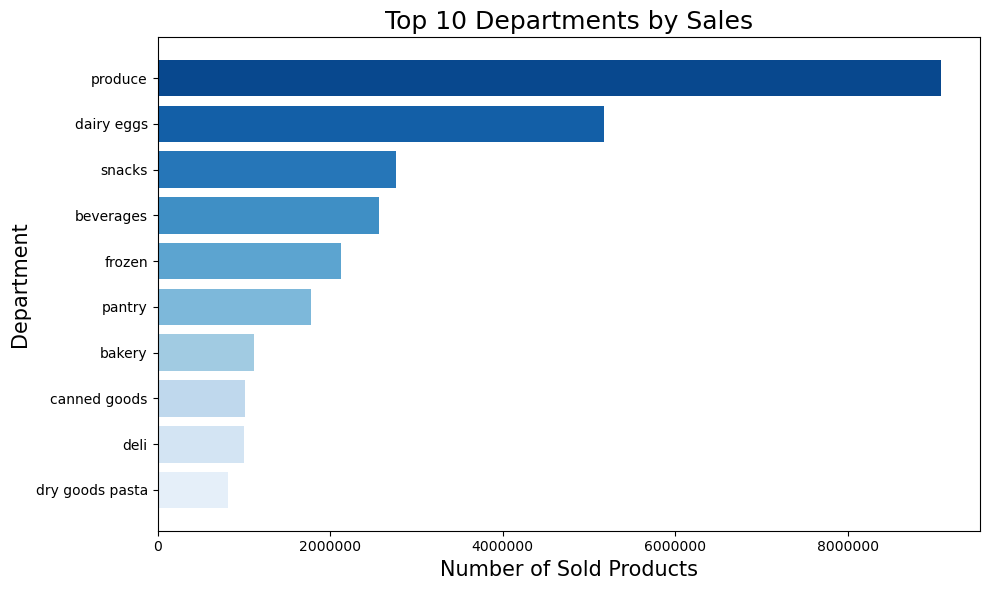 Top 10 Departments by Sales
Department
produce
dairy eggs
snacks
beverages
frozen
pantry
bakery
canned goods
deli
dry goods pasta
0 2000000 4000000 6000000 8000000
Number of Sold Products